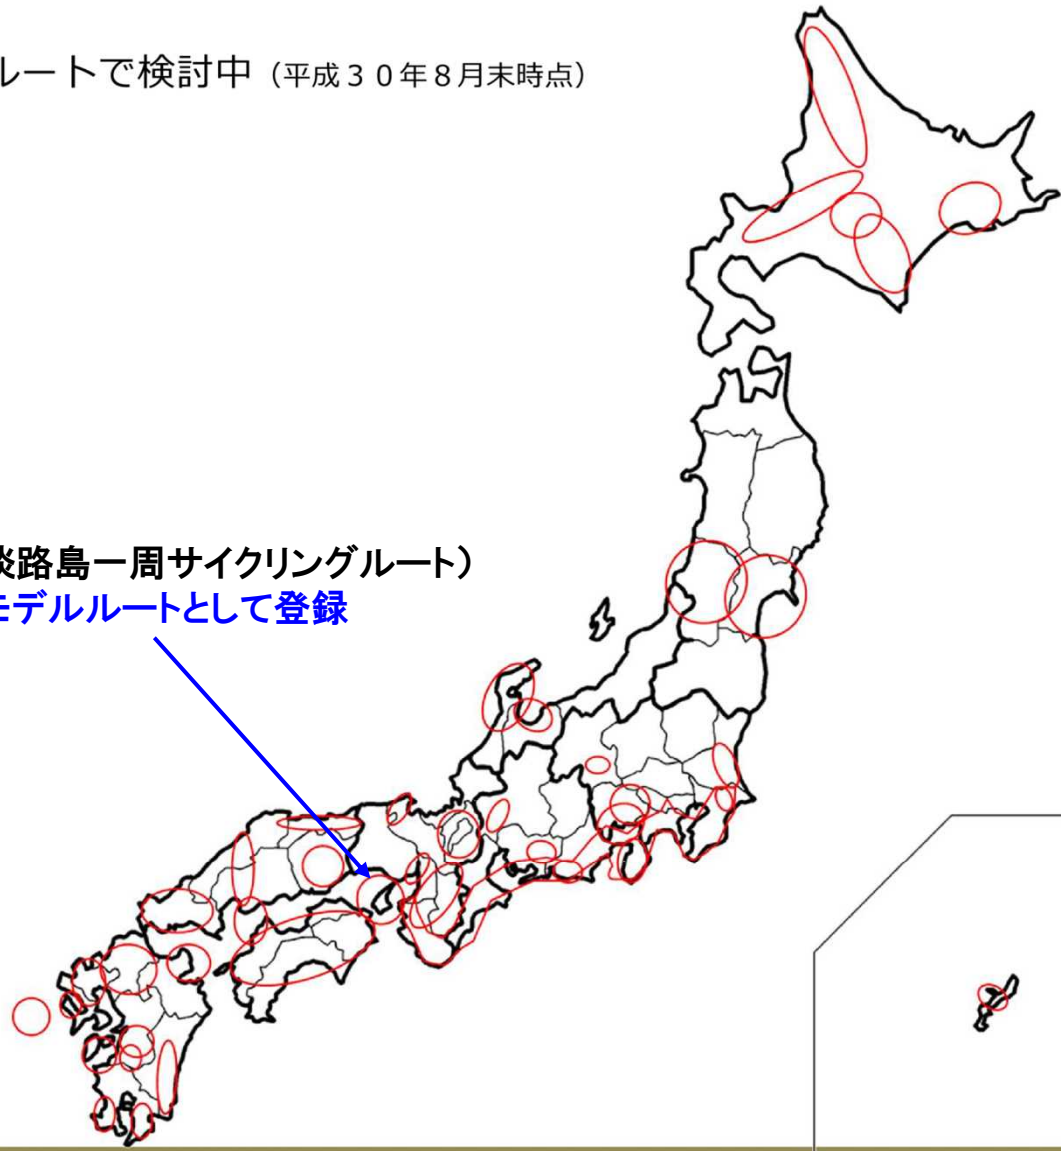 ルートで検討中（平成３０年８月末時点）
淡路島一周サイクリングルート）
モデルルートとして登録